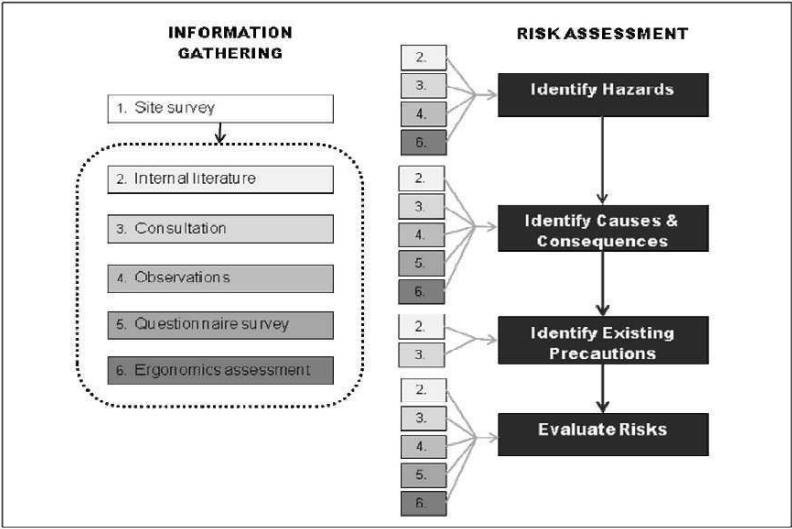 INFORMATION
GATHERING
1. Site survey
2. Internal literature
3. Consultation
4. Observations
5. Questionnaire survey
6. Ergonomics assessment
RISK ASSESSMENT
2.
3.
4.
6.
Identify Hazards
2.
3.
4.
5.
6.
Identify Causes &
Consequences
2.
3.
Identify Existing
Precautions
2.
3.
4.
5.
6.
Evaluate Risks